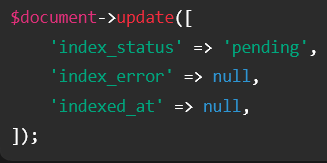 $document->update([
    'index_status' => 'pending',
    'index_error' => null,
    'indexed_at' => null,
]);